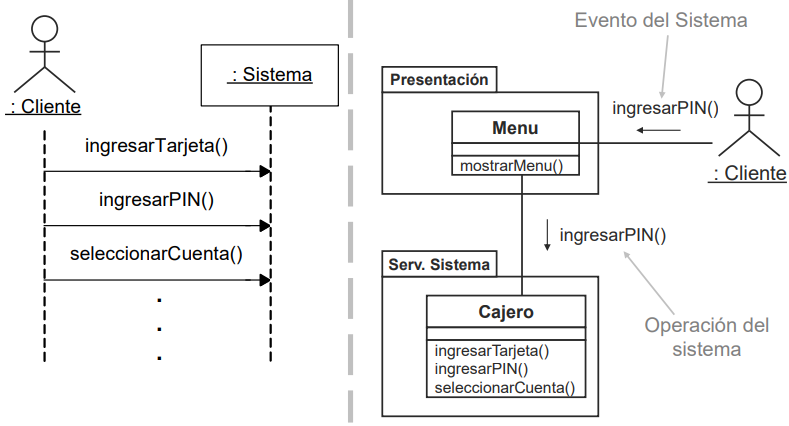 : Cliente
: Sistema
ingresarTarjeta()
ingresarPIN()
seleccionarCuenta()
.
.
.
Evento del Sistema
Presentación
Menu
mostrarMenu()
ingresarPIN()
: Cliente
ingresarPIN()
Serv. Sistema
Cajero
ingresarTarjeta()
ingresarPIN()
seleccionarCuenta()
Operación del
sistema